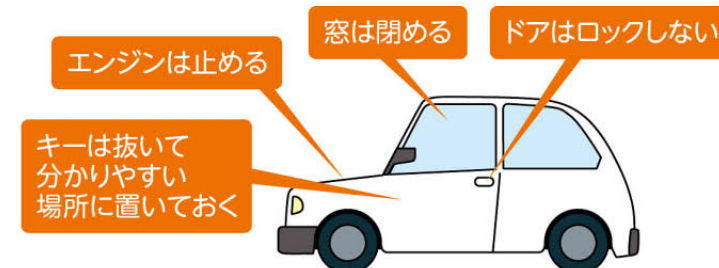 窓は閉める
ドアはロックしない
エンジンは止める
キーは抜いて
分かりやすい
場所に置いておく